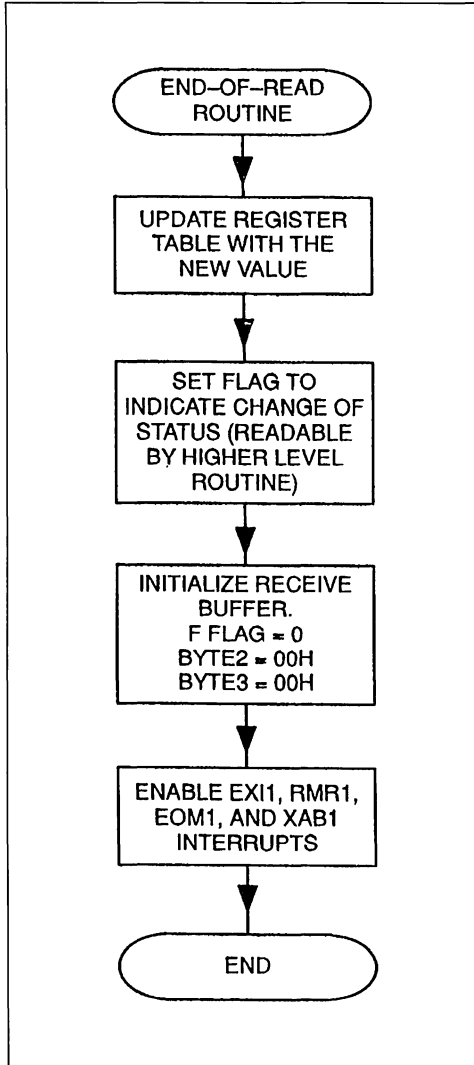 END–OF–READ
ROUTINE
UPDATE REGISTER
TABLE WITH THE
NEW VALUE
SET FLAG TO
INDICATE CHANGE OF
STATUS (READABLE
BY HIGHER LEVEL
ROUTINE)
INITIALIZE RECEIVE
BUFFER.
F FLAG = 0
BYTE2 = 00H
BYTE3 = 00H
ENABLE EXI1, RMR1,
EOM1, AND XAB1
INTERRUPTS
END